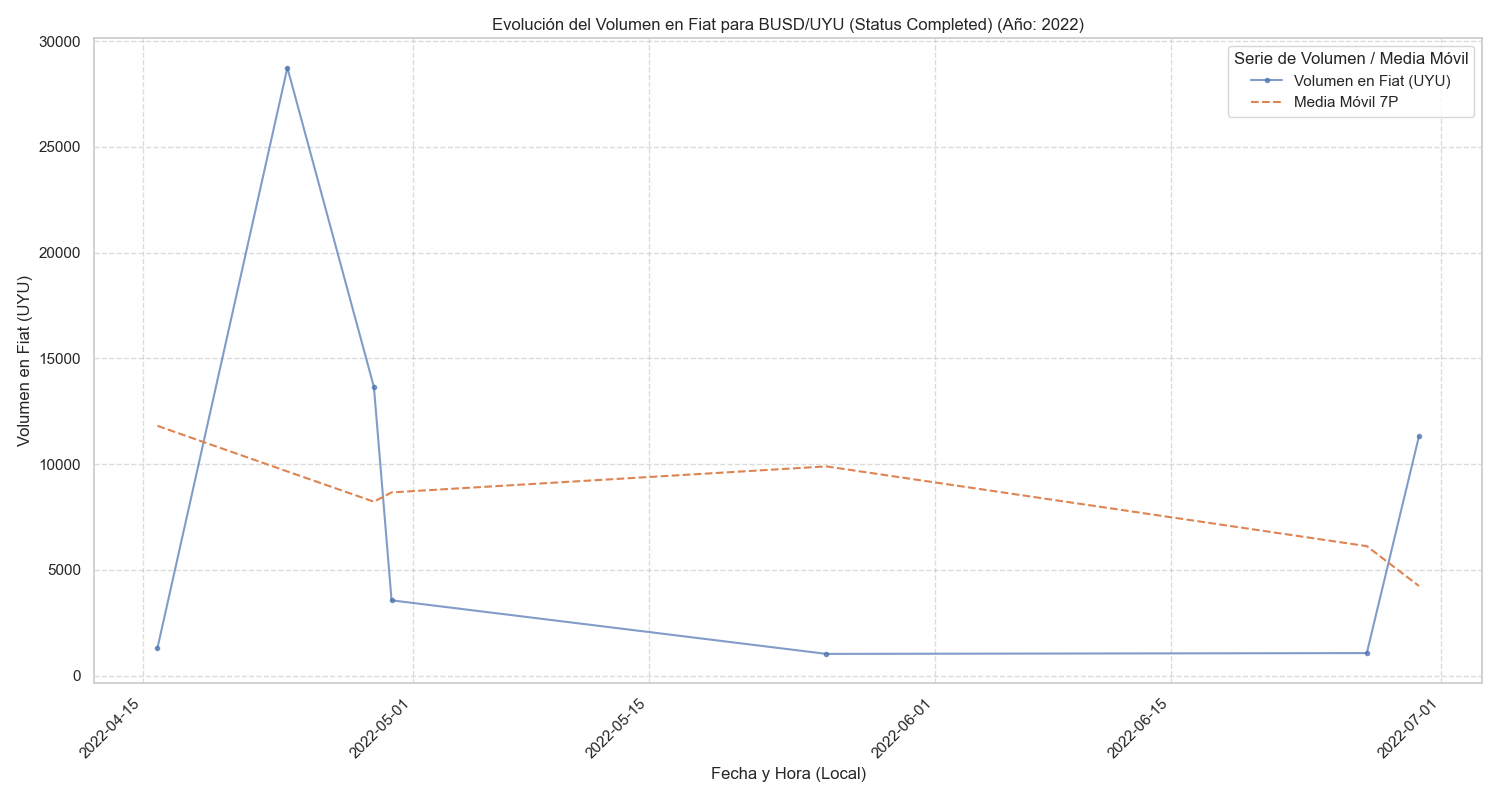 Evolución del Volumen en Fiat para BUSD/UYU (Status Completed) (Año: 2022)
Serie de Volumen / Media Móvil
Volumen en Fiat (UYU)
Media Móvil 7P
Volumen en Fiat (UYU)
30000
25000
20000
15000
10000
5000
0
2022-04-15
2022-05-01
2022-05-15
2022-06-01
2022-06-15
2022-07-01
Fecha y Hora (Local)